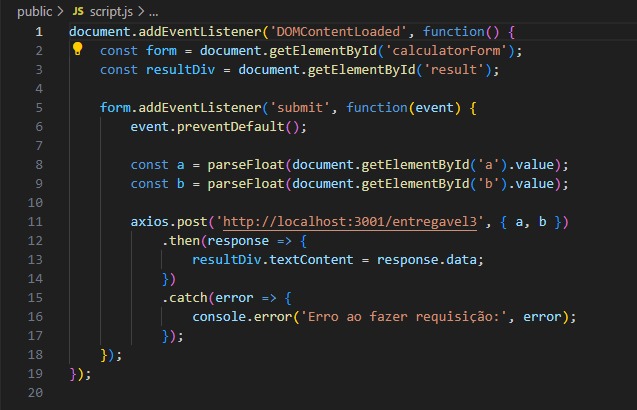 public > JS script.js > ...
1 document.addEventListener('DOMContentLoaded', function() {
2     const form = document.getElementById('calculatorForm');
3     const resultDiv = document.getElementById('result');
4
5     form.addEventListener('submit', function(event) {
6         event.preventDefault();
7
8         const a = parseFloat(document.getElementById('a').value);
9         const b = parseFloat(document.getElementById('b').value);
10
11         axios.post('http://localhost:3001/entregavel3', { a, b })
12             .then(response => {
13                 resultDiv.textContent = response.data;
14             })
15             .catch(error => {
16                 console.error('Erro ao fazer requisição:', error);
17             });
18     });
19 });
20